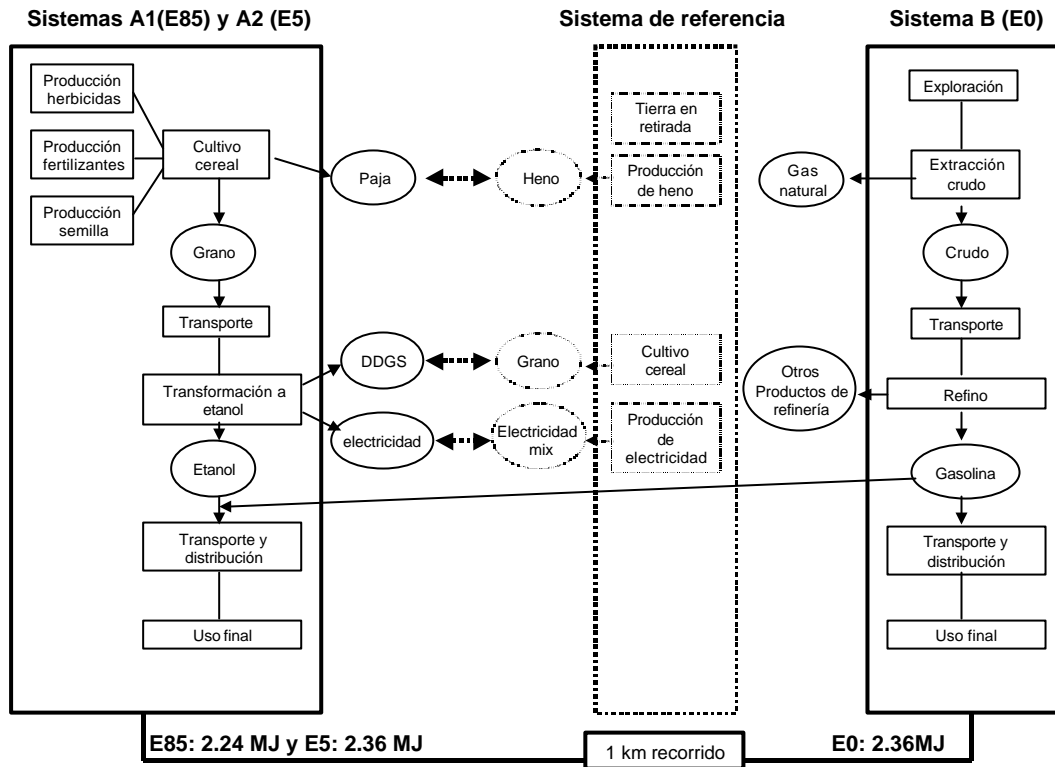 Sistemas A1(E85) y A2 (E5)
Sistema de referencia
Sistema B (E0)
Producción
herbicidas
Producción
fertilizantes
Producción
semilla
Cultivo
cereal
Grano
Transporte
Transformación a
etanol
Etanol
Transporte y
distribución
Uso final
Paja
DDGS
electricidad
Heno
Grano
Electricidad
mix
Tierra en
retirada
Producción
de heno
Cultivo
cereal
Producción
de
electricidad
Gas
natural
Otros
Productos de
refinería
Exploración
Extracción
crudo
Crudo
Transporte
Refino
Gasolina
Transporte y
distribución
Uso final
E85: 2.24 MJ y E5: 2.36 MJ
1 km recorrido
E0: 2.36MJ